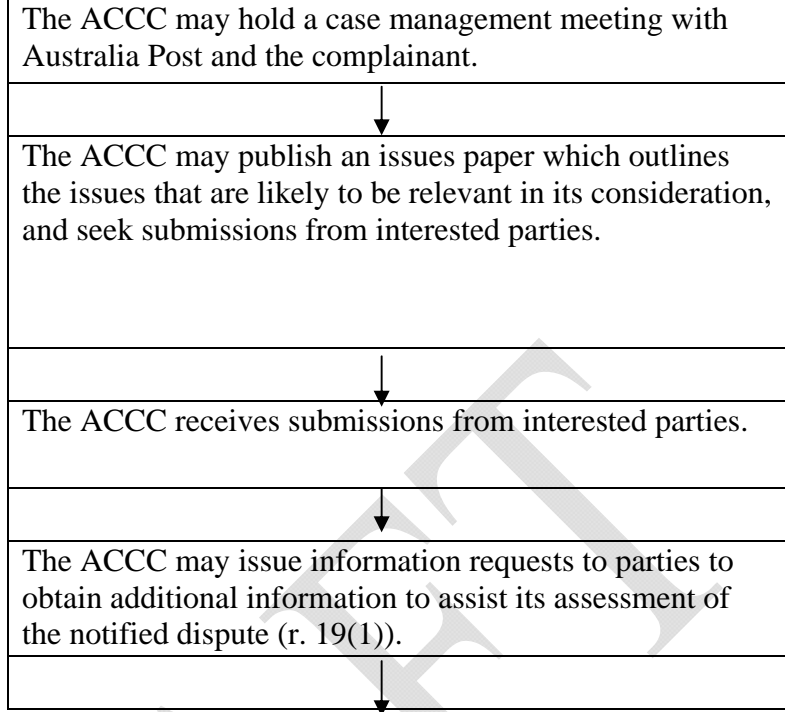 The ACCC may hold a case management meeting with
Australia Post and the complainant.
The ACCC may publish an issues paper which outlines
the issues that are likely to be relevant in its consideration,
and seek submissions from interested parties.
The ACCC receives submissions from interested parties.
The ACCC may issue information requests to parties to
obtain additional information to assist its assessment of
the notified dispute (r. 19(1)).
FT